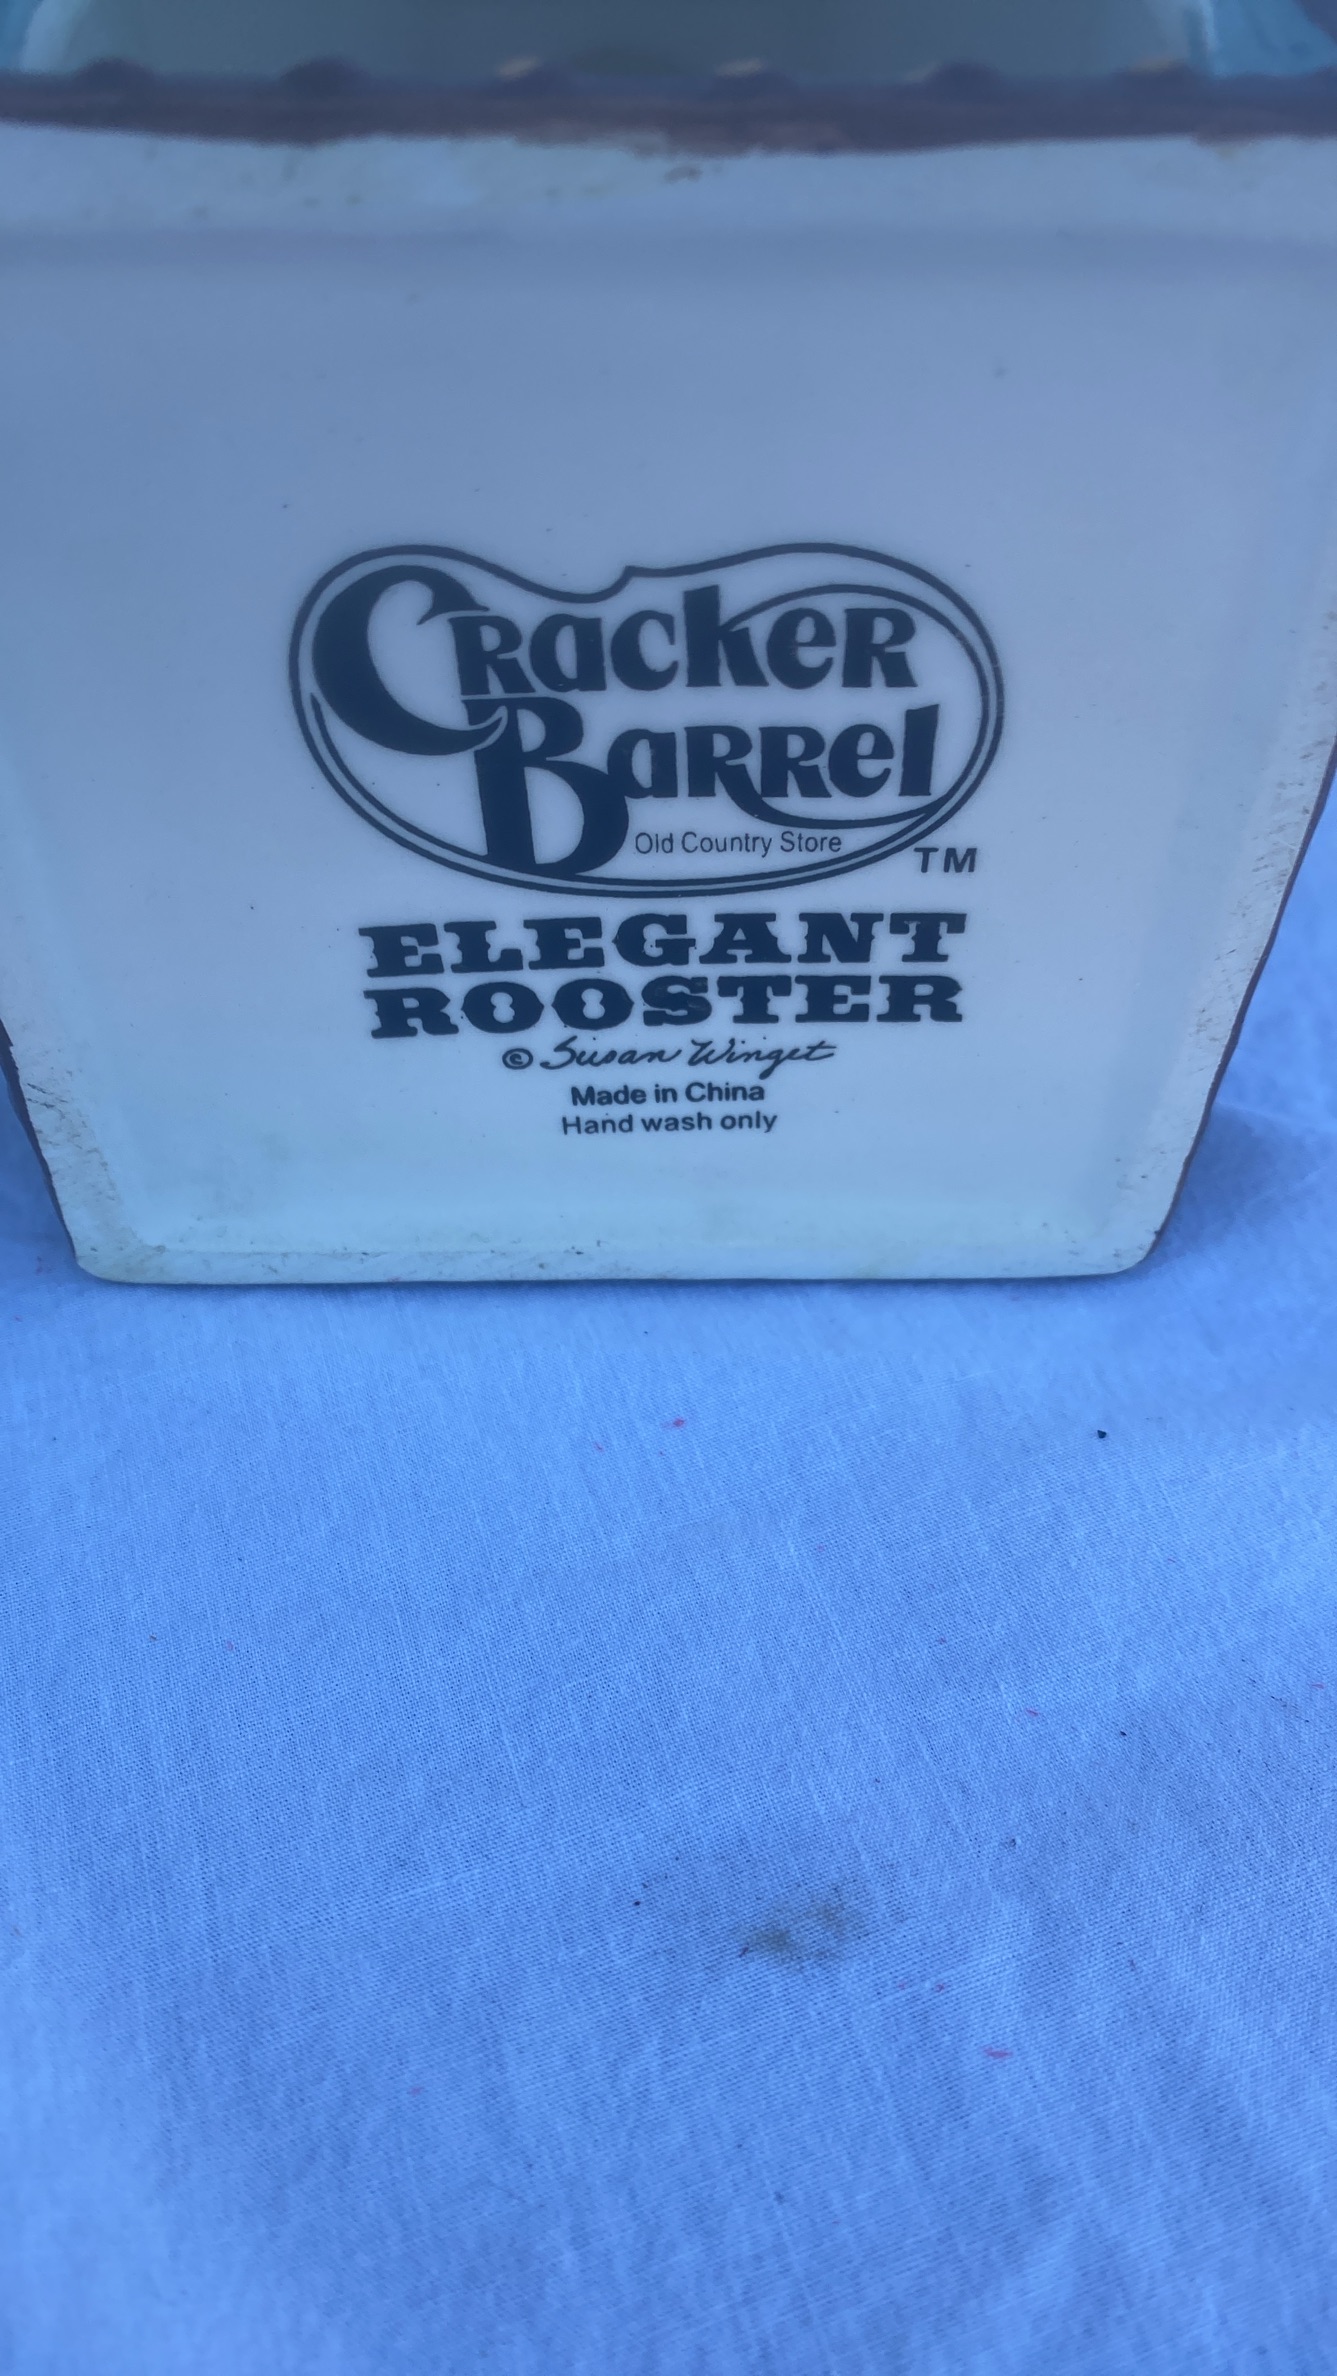 Cracker
Barrel
Old Country Store
TM
ELEGANT
ROOSTER
© Susan Winget
Made in China
Hand wash only